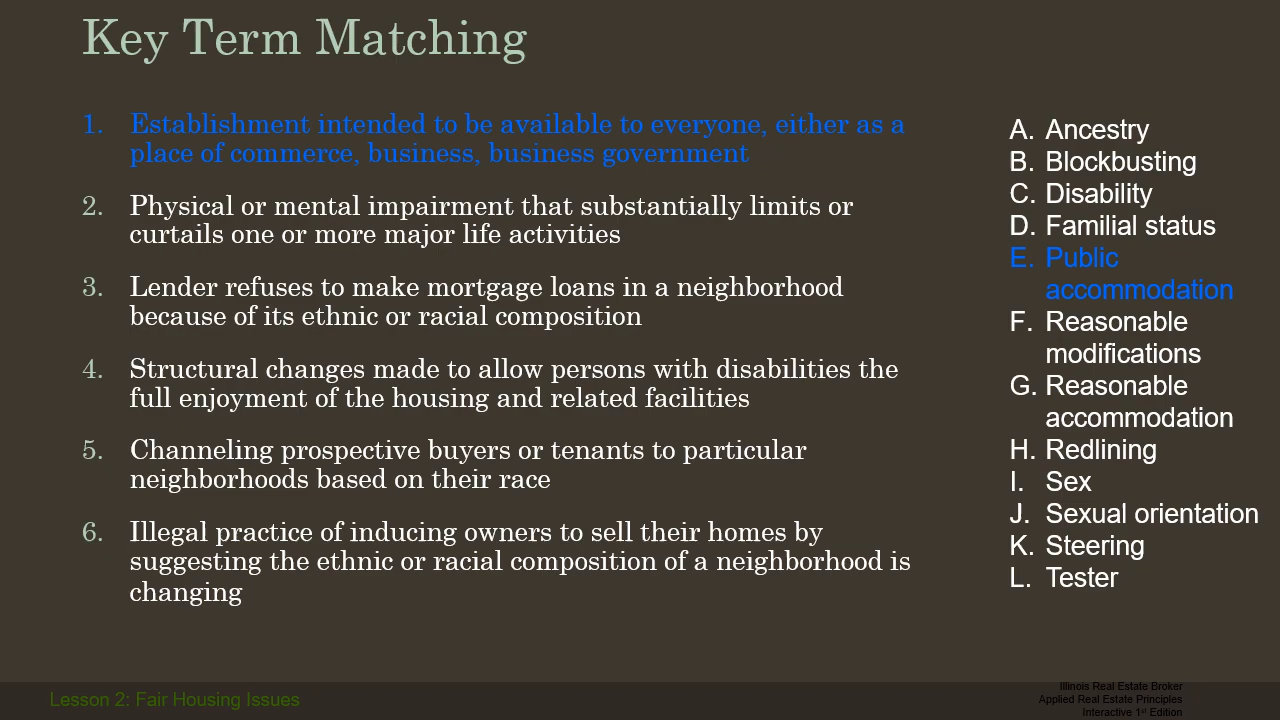 Key Term Matching
1. Establishment intended to be available to everyone, either as a
place of commerce, business, business government
2. Physical or mental impairment that substantially limits or
curtails one or more major life activities
3. Lender refuses to make mortgage loans in a neighborhood
because of its ethnic or racial composition
4. Structural changes made to allow persons with disabilities the
full enjoyment of the housing and related facilities
5. Channeling prospective buyers or tenants to particular
neighborhoods based on their race
6. Illegal practice of inducing owners to sell their homes by
suggesting the ethnic or racial composition of a neighborhood is
changing
A. Ancestry
B. Blockbusting
C. Disability
D. Familial status
E. Public
accommodation
F. Reasonable
modifications
G. Reasonable
accommodation
H. Redlining
I. Sex
J. Sexual orientation
K. Steering
L. Tester
Lesson 2: Fair Housing Issues
Illinois Real Estate Broker
Applied Real Estate Principles
Interactive 1st Edition